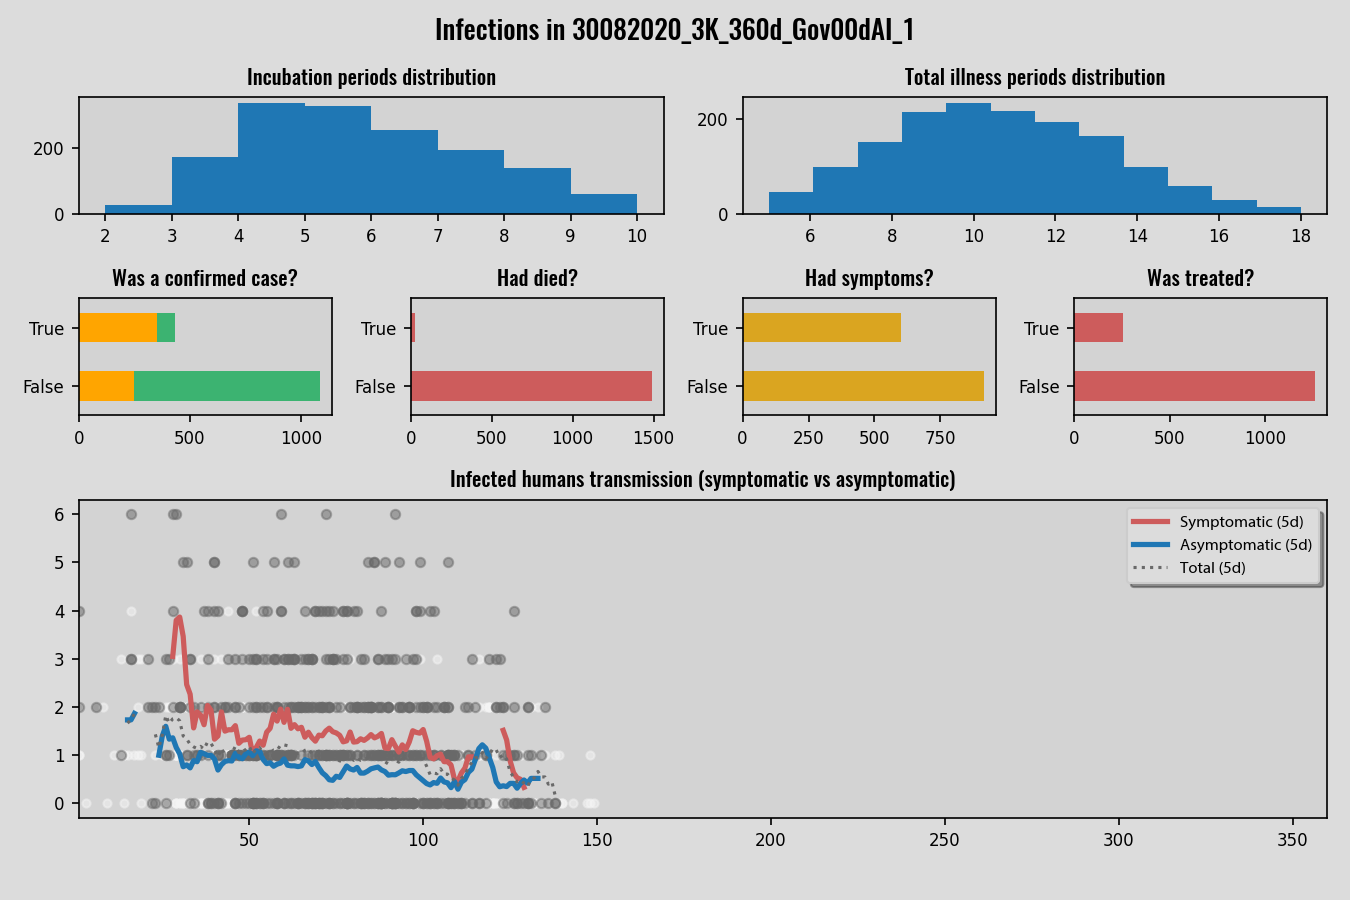 Infections in 30082020_3K_360d_Gov00dAI_1
Incubation periods distribution
Total illness periods distribution
200
0
2 3 4 5 6 7 8 9 10
200
0
6 8 10 12 14 16 18
Was a confirmed case?
Had died?
Had symptoms?
Was treated?
True
False
0 500 1000
True
False
0 500 1000 1500
True
False
0 250 500 750
True
False
0 500 1000
Infected humans transmission (symptomatic vs asymptomatic)
6
5
4
3
2
1
0
Symptomatic (5d)
Asymptomatic (5d)
Total (5d)
50 100 150 200 250 300 350